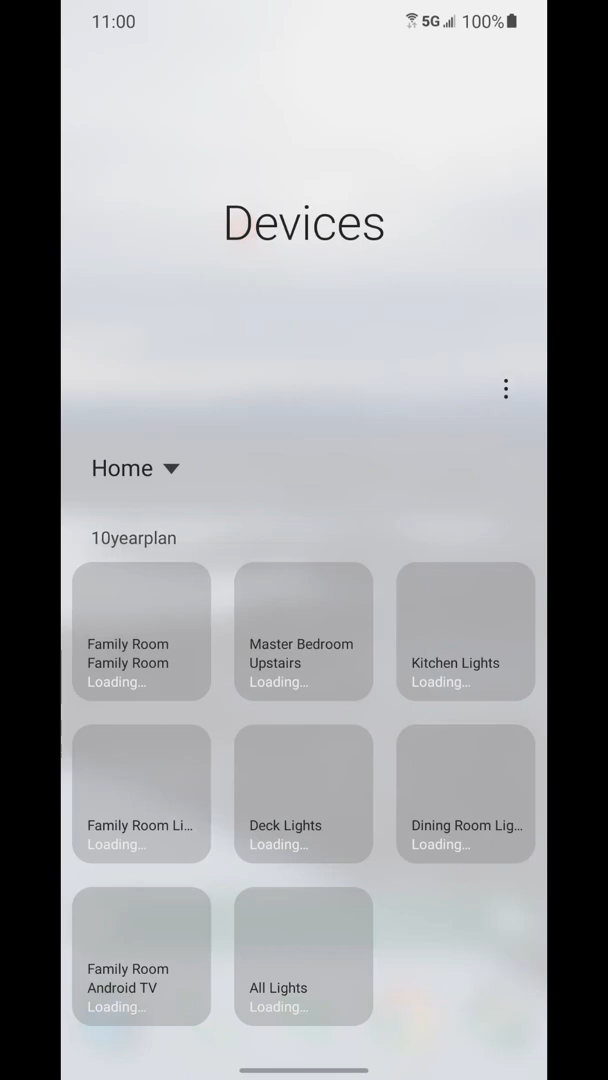 11:00 5G 100%
Devices
Home
10yearplan
Family Room
Family Room
Loading...
Master Bedroom
Upstairs
Loading...
Kitchen Lights
Loading...
Family Room Li...
Loading...
Deck Lights
Loading...
Dining Room Lig...
Loading...
Family Room
Android TV
Loading...
All Lights
Loading...